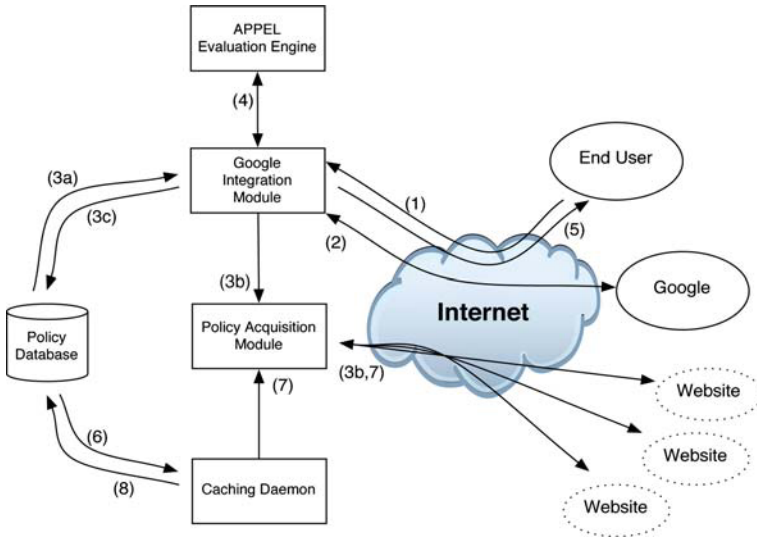 APPEL
Evaluation Engine
(4)
Google
Integration
Module
(3a)
(3c)
(1)
(2)
(5)
End User
Google
Internet
(3b)
Policy
Database
Policy Acquisition
Module
(3b,7)
(7)
Website
Website
Website
(6)
(8)
Caching Daemon